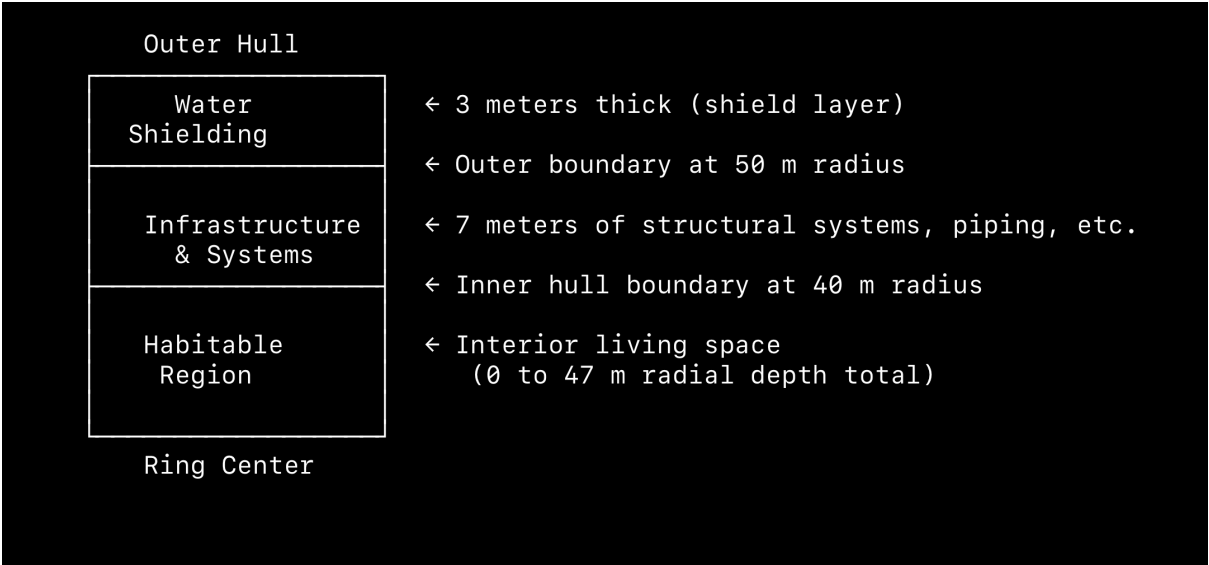 Outer Hull
Water ← 3 meters thick (shield layer)
Shielding
← Outer boundary at 50 m radius
Infrastructure ← 7 meters of structural systems, piping, etc.
& Systems
← Inner hull boundary at 40 m radius
Habitable ← Interior living space
Region (0 to 47 m radial depth total)
Ring Center